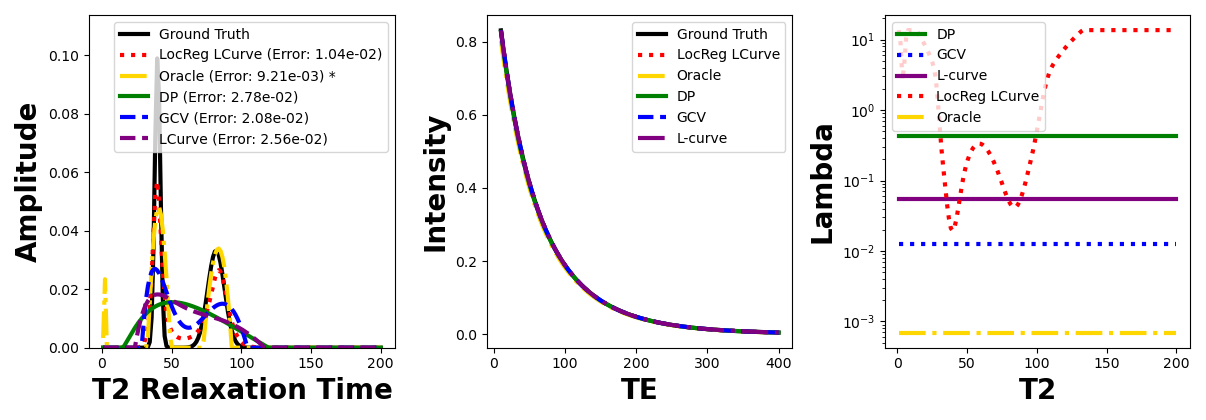 Amplitude
0.10
0.08
0.06
0.04
0.02
0.00
Ground Truth
LocReg LCurve (Error: 1.04e-02)
Oracle (Error: 9.21e-03) *
DP (Error: 2.78e-02)
GCV (Error: 2.08e-02)
LCurve (Error: 2.56e-02)
0 50 100 150 200
T2 Relaxation Time
Intensity
0.8
0.6
0.4
0.2
0.0
Ground Truth
LocReg LCurve
Oracle
DP
GCV
L-curve
0 100 200 300 400
TE
Lambda
10¹
10⁰
10⁻¹
10⁻²
10⁻³
DP
GCV
L-curve
LocReg LCurve
Oracle
0 50 100 150 200
T2